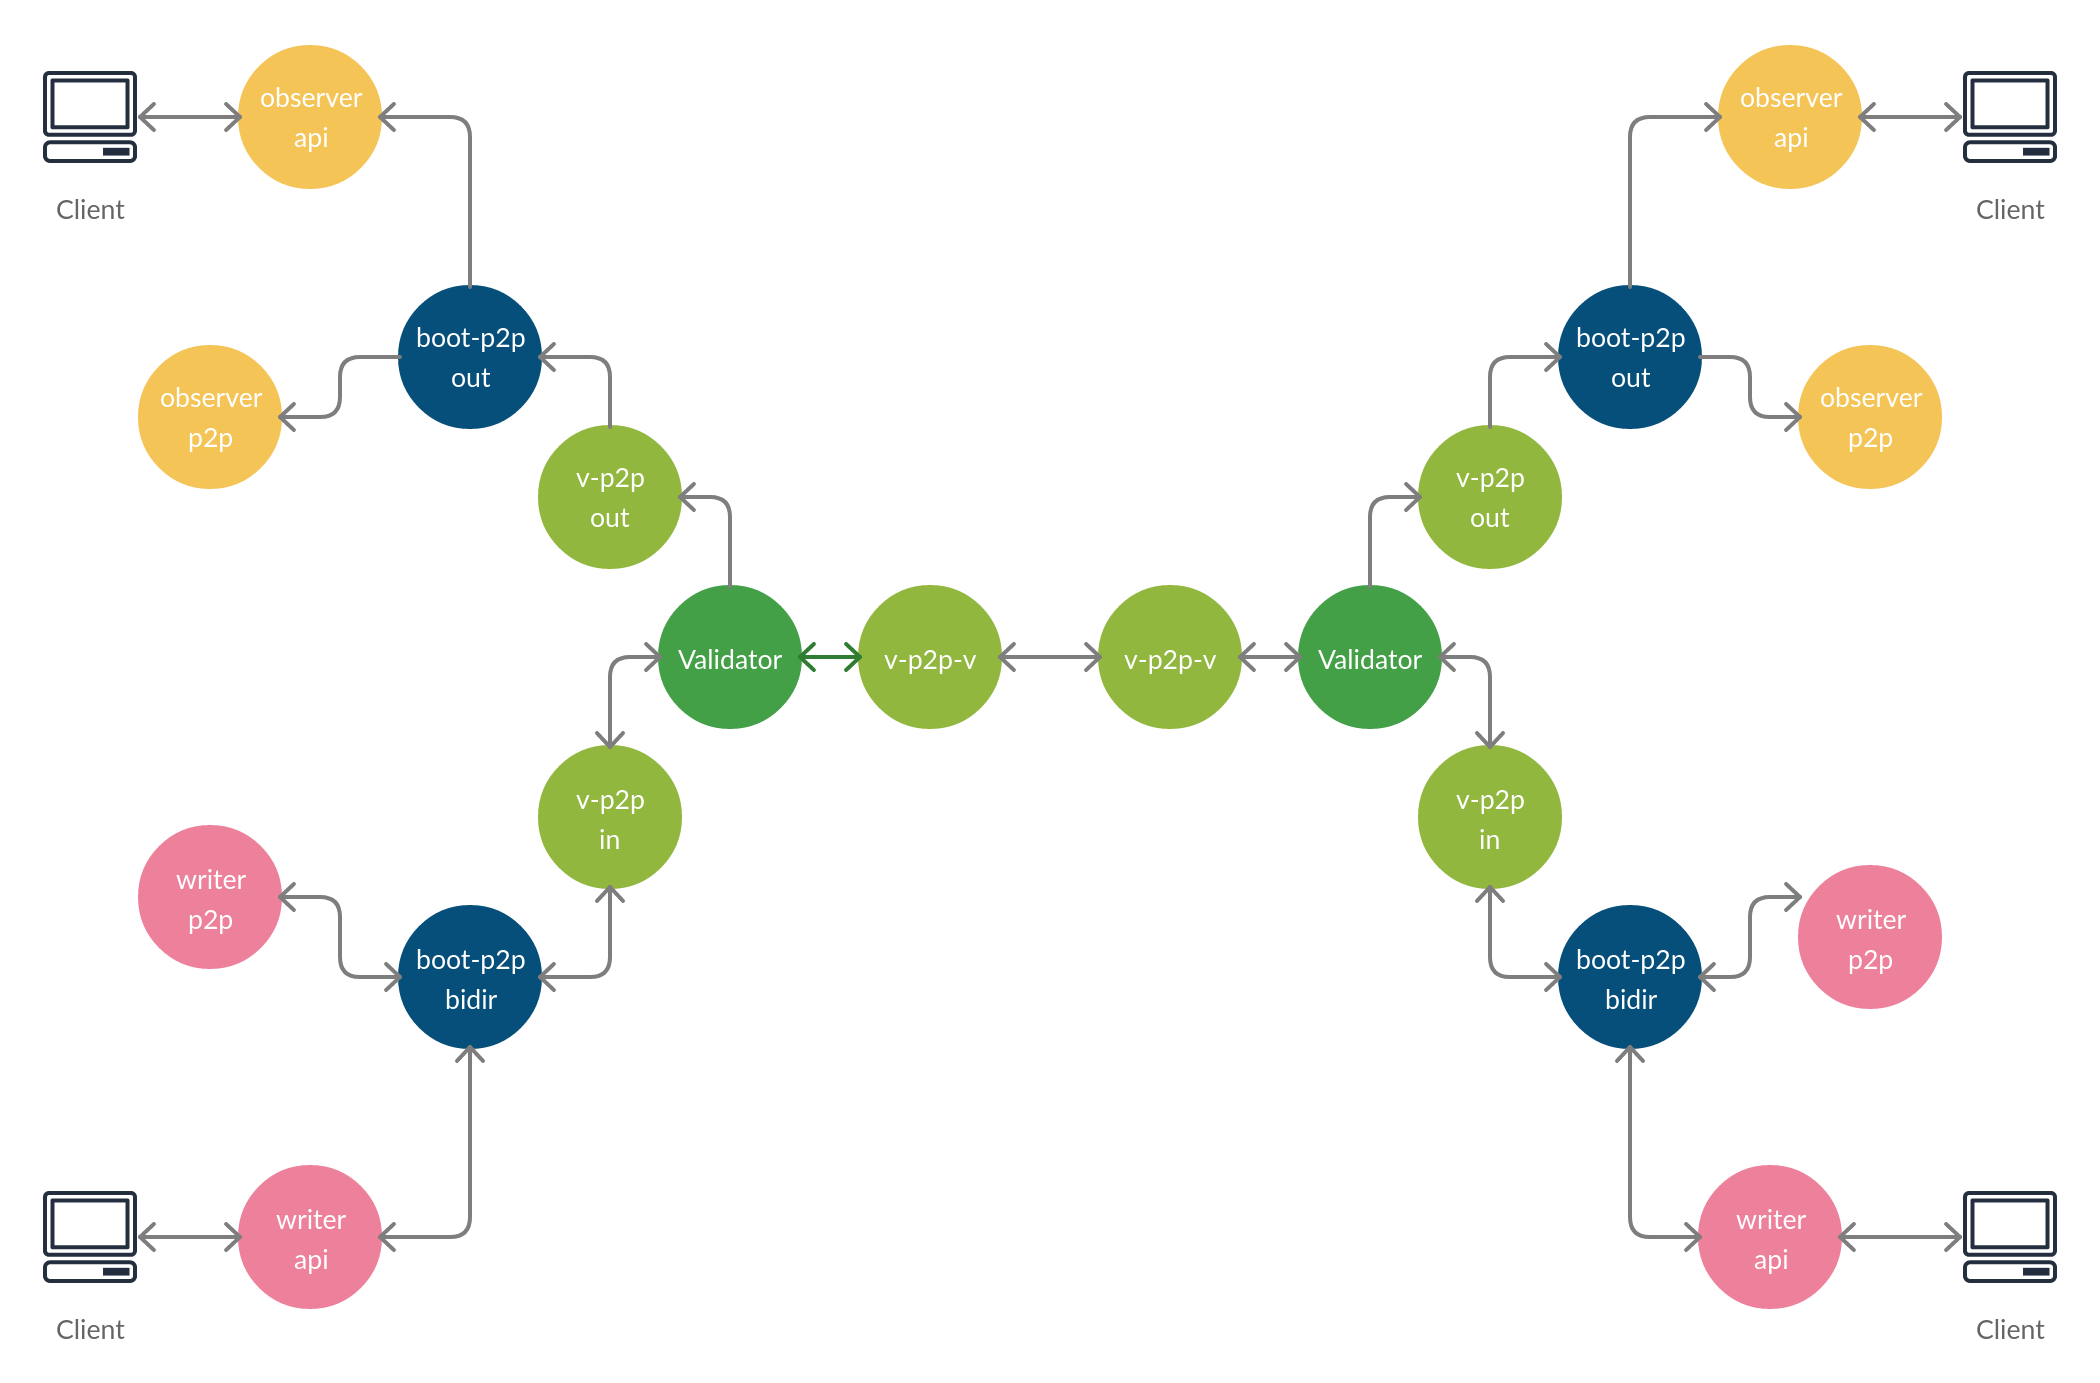 observer
api
Client
observer
api
Client
boot-p2p
out
boot-p2p
out
observer
p2p
observer
p2p
v-p2p
out
v-p2p
out
Validator
v-p2p-v
v-p2p-v
Validator
v-p2p
in
v-p2p
in
writer
p2p
writer
p2p
boot-p2p
bidir
boot-p2p
bidir
writer
api
Client
writer
api
Client